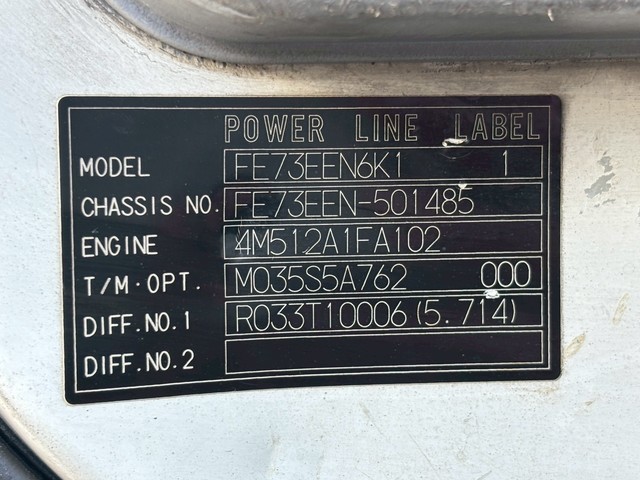 POWER LINE LABEL
MODEL FE73EEN6K1 1
CHASSIS NO. FE73EEN-501485
ENGINE 4M512A1FA102
T/M·OPT. M035S5A762 000
DIFF.NO.1 R033T10006(5.714)
DIFF.NO.2